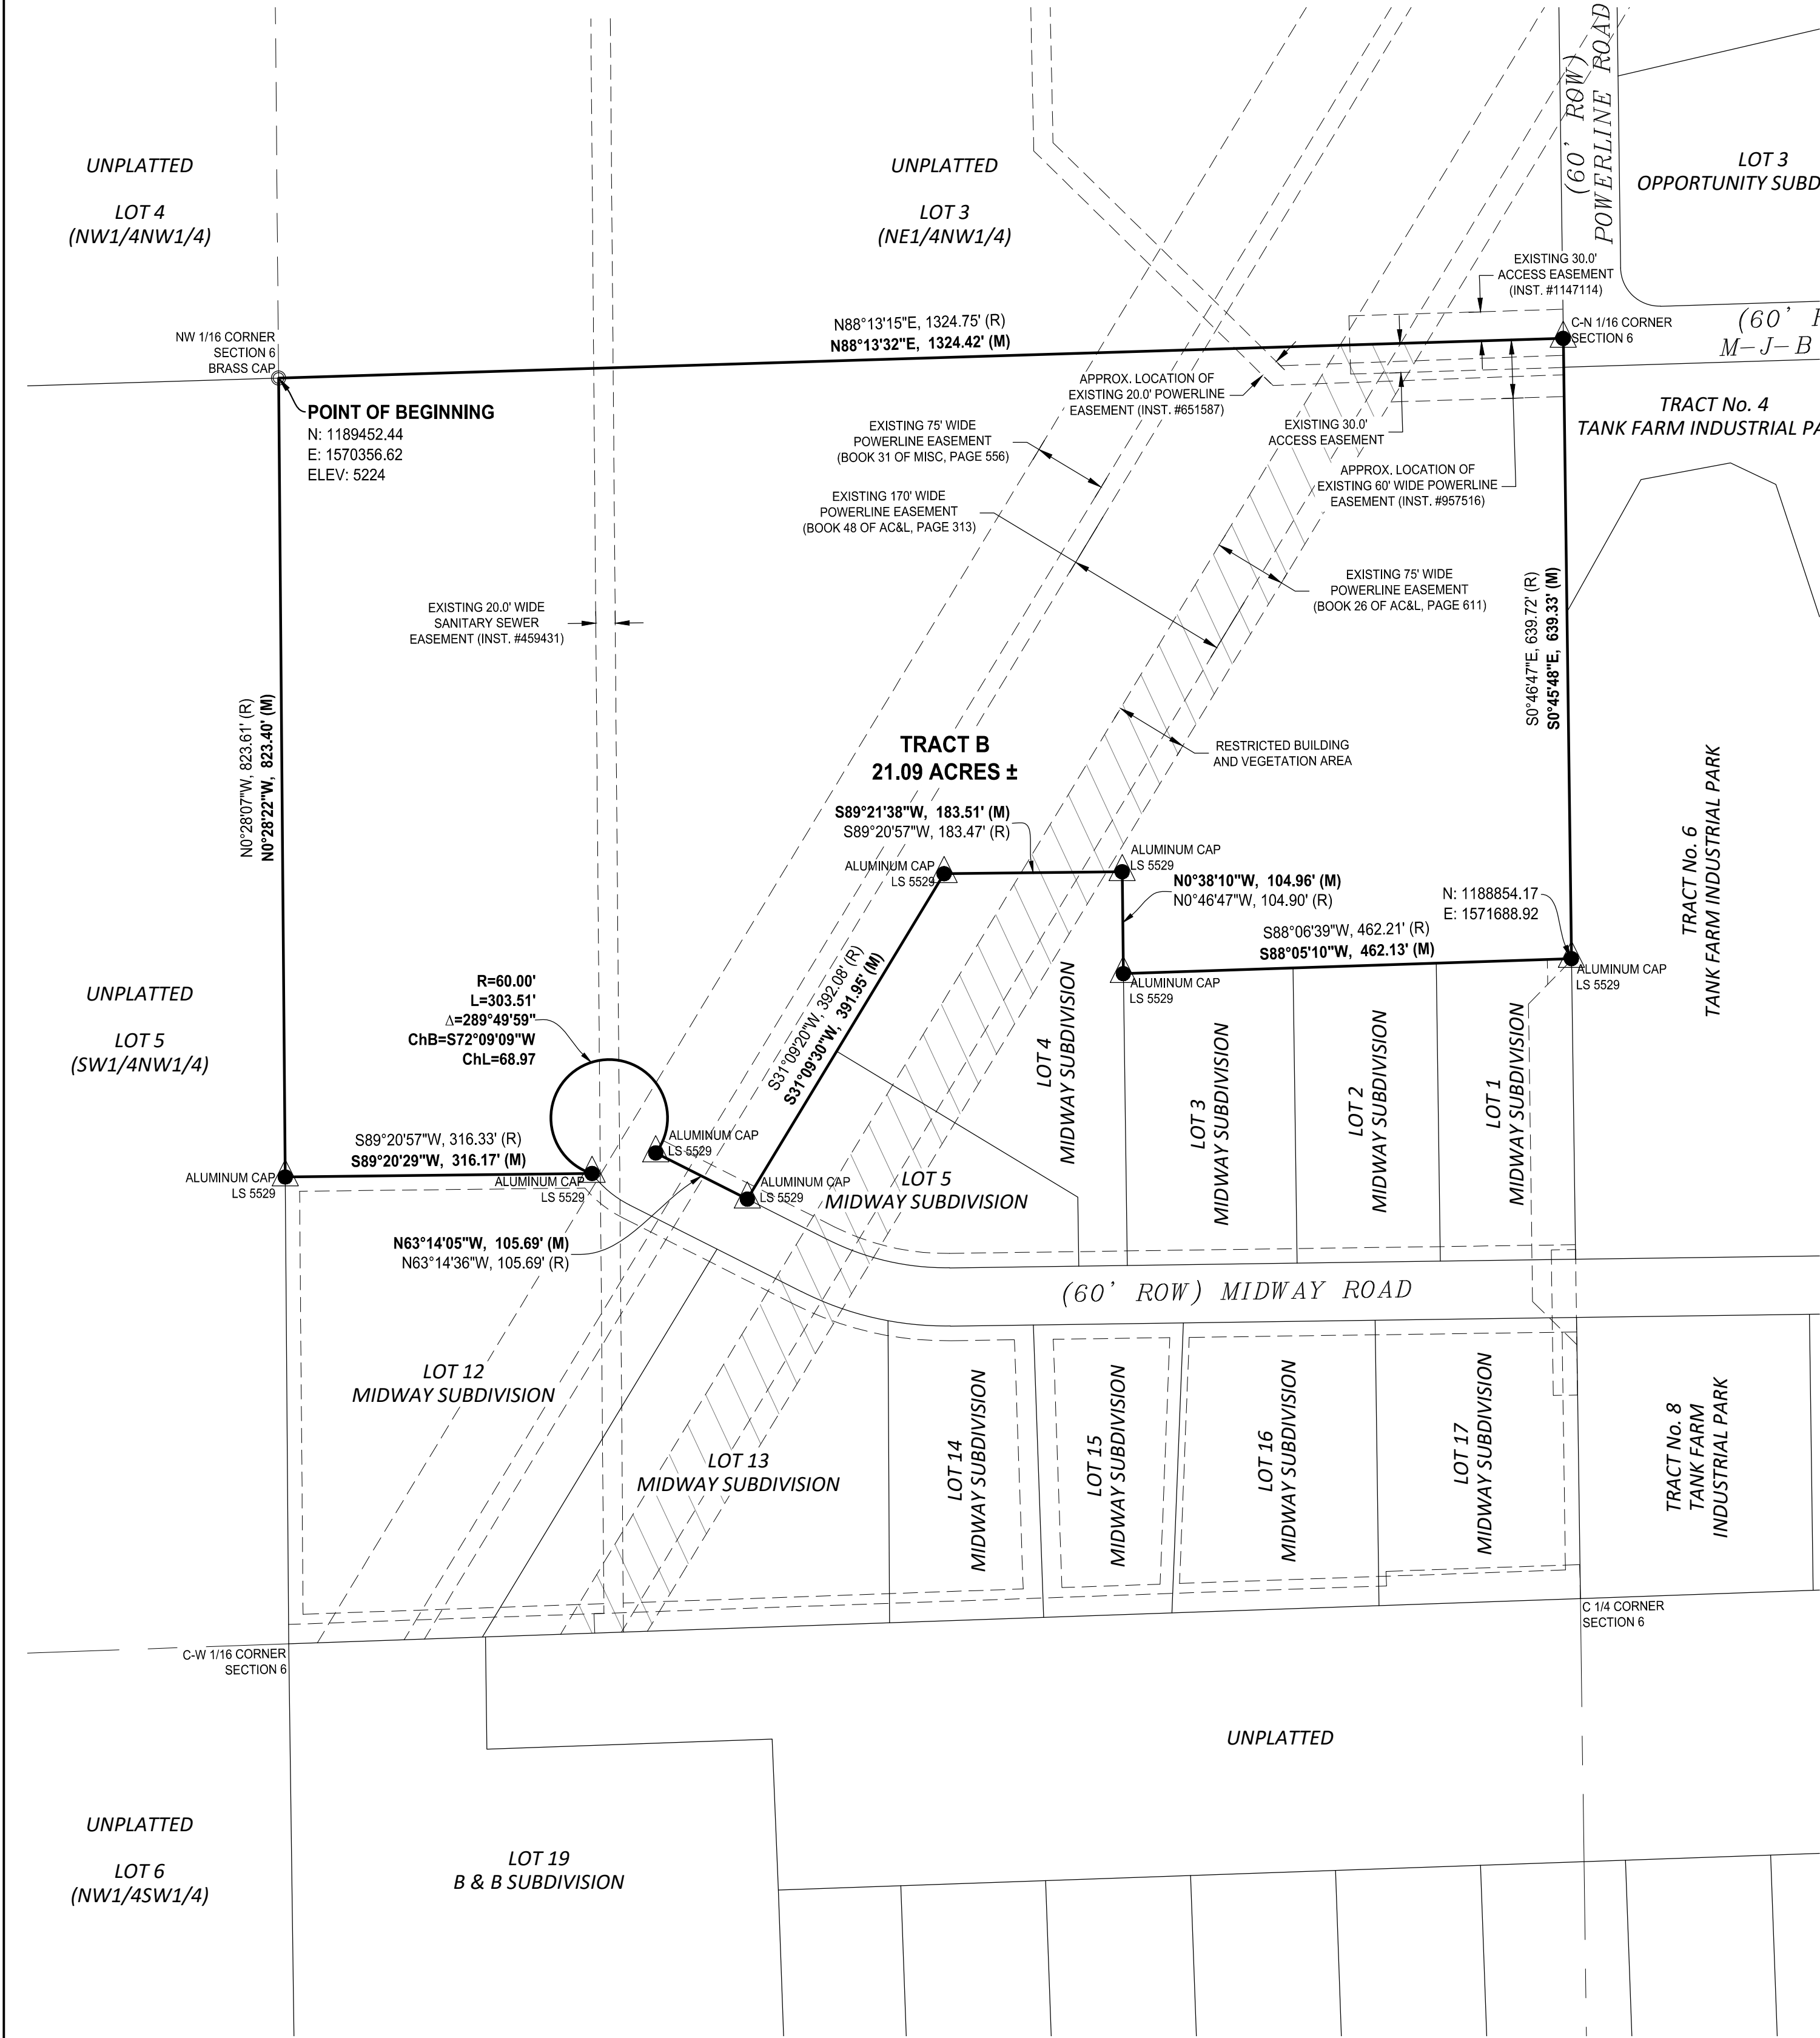 (60' ROW)
POWERLINE ROAD
UNPLATTED
LOT 4
(NW1/4NW1/4)
UNPLATTED
LOT 3
(NE1/4NW1/4)
LOT 3
OPPORTUNITY SUBD
EXISTING 30.0'
ACCESS EASEMENT
(INST. #1147114)
NW 1/16 CORNER
SECTION 6
BRASS CAP
N88°13'15"E, 1324.75' (R)
N88°13'32"E, 1324.42' (M)
C-N 1/16 CORNER
SECTION 6
(60'
M-J-B
POINT OF BEGINNING
N: 1189452.44
E: 1570356.62
ELEV: 5224
APPROX. LOCATION OF
EXISTING 20.0' POWERLINE
EASEMENT (INST. #651587)
TRACT No. 4
TANK FARM INDUSTRIAL PA
EXISTING 75' WIDE
POWERLINE EASEMENT
(BOOK 31 OF MISC, PAGE 556)
EXISTING 30.0'
ACCESS EASEMENT
APPROX. LOCATION OF
EXISTING 60' WIDE POWERLINE
EASEMENT (INST. #957516)
EXISTING 170' WIDE
POWERLINE EASEMENT
(BOOK 48 OF AC&L, PAGE 313)
EXISTING 75' WIDE
POWERLINE EASEMENT
(BOOK 26 OF AC&L, PAGE 611)
EXISTING 20.0' WIDE
SANITARY SEWER
EASEMENT (INST. #459431)
S0°46'47"E, 639.72' (R)
S0°45'48"E, 639.33' (M)
N0°28'07"W, 823.61' (R)
N0°28'22"W, 823.40' (M)
TRACT B
21.09 ACRES ±
RESTRICTED BUILDING
AND VEGETATION AREA
TRACT No. 6
TANK FARM INDUSTRIAL PARK
S89°21'38"W, 183.51' (M)
S89°20'57"W, 183.47' (R)
ALUMINUM CAP
LS 5529
ALUMINUM CAP
LS 5529
N0°38'10"W, 104.96' (M)
N0°46'47"W, 104.90' (R)
N: 1188854.17
E: 1571688.92
S88°06'39"W, 462.21' (R)
S88°05'10"W, 462.13' (M)
ALUMINUM CAP
LS 5529
ALUMINUM CAP
LS 5529
S31°09'20"W, 392.08' (R)
S31°09'30"W, 391.95' (M)
UNPLATTED
LOT 5
(SW1/4NW1/4)
R=60.00'
L=303.51'
Δ=289°49'59"
ChB=S72°09'09"W
ChL=68.97
LOT 4
MIDWAY SUBDIVISION
LOT 3
MIDWAY SUBDIVISION
LOT 2
MIDWAY SUBDIVISION
LOT 1
MIDWAY SUBDIVISION
S89°20'57"W, 316.33' (R)
S89°20'29"W, 316.17' (M)
ALUMINUM CAP
LS 5529
ALUMINUM CAP
LS 5529
ALUMINUM CAP
LS 5529
ALUMINUM CAP
LS 5529
LOT 5
MIDWAY SUBDIVISION
N63°14'05"W, 105.69' (M)
N63°14'36"W, 105.69' (R)
(60' ROW) MIDWAY ROAD
LOT 12
MIDWAY SUBDIVISION
LOT 13
MIDWAY SUBDIVISION
LOT 14
MIDWAY SUBDIVISION
LOT 15
MIDWAY SUBDIVISION
LOT 16
MIDWAY SUBDIVISION
LOT 17
MIDWAY SUBDIVISION
TRACT No. 8
TANK FARM
INDUSTRIAL PARK
C-W 1/16 CORNER
SECTION 6
C 1/4 CORNER
SECTION 6
UNPLATTED
UNPLATTED
LOT 6
(NW1/4SW1/4)
LOT 19
B & B SUBDIVISION